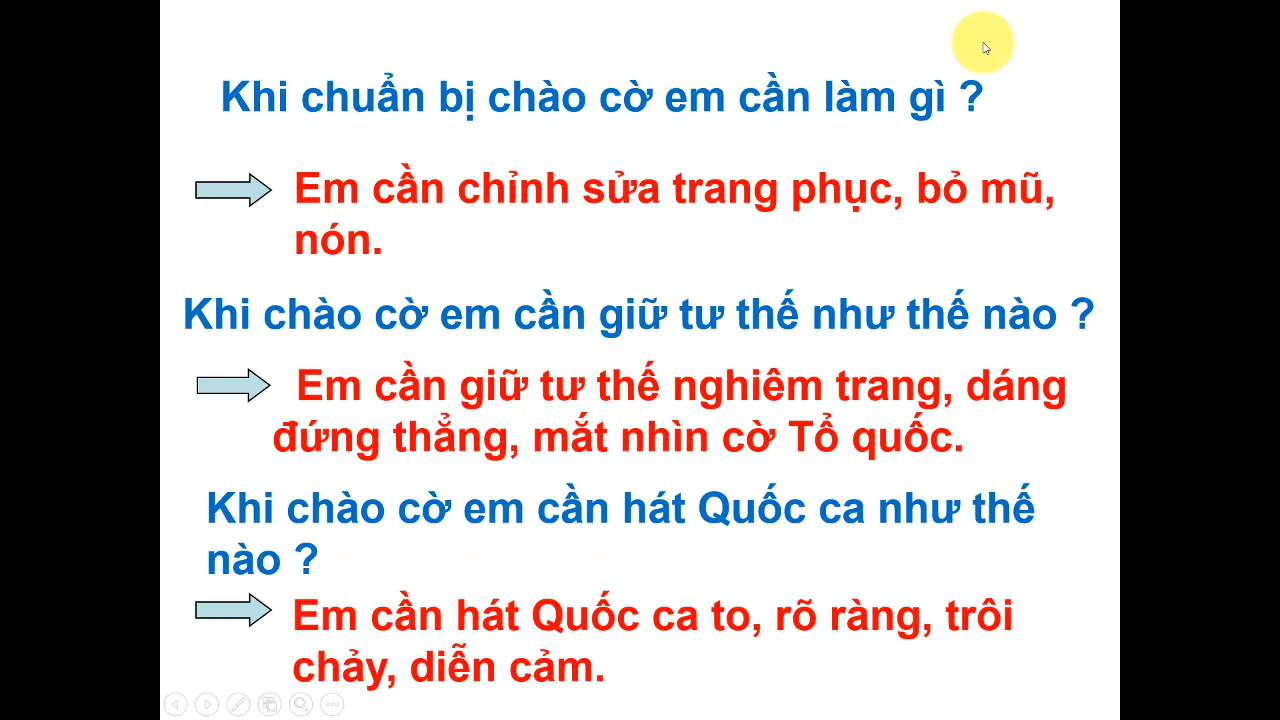 Khi chuẩn bị chào cờ em cần làm gì ?
Em cần chỉnh sửa trang phục, bỏ mũ,
nón.
Khi chào cờ em cần giữ tư thế như thế nào ?
Em cần giữ tư thế nghiêm trang, dáng
đứng thẳng, mắt nhìn cờ Tổ quốc.
Khi chào cờ em cần hát Quốc ca như thế
nào ?
Em cần hát Quốc ca to, rõ ràng, trôi
chảy, diễn cảm.